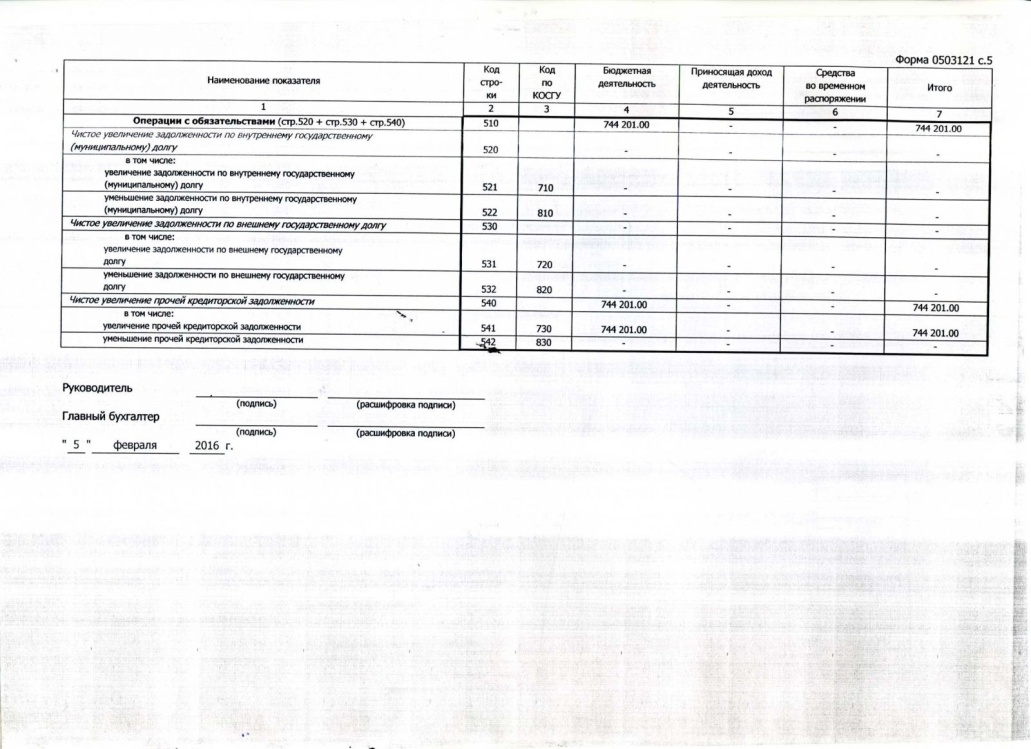 Форма 0503121 с.5
Наименование показателя Код стро- ки Код по КОСГУ Бюджетная деятельность Приносящая доход деятельность Средства во временном распоряжении Итого
1 2 3 4 5 6 7
Операции с обязательствами (стр.520 + стр.530 + стр.540) 510 744 201.00 - - 744 201.00
Чистое увеличение задолженности по внутреннему государственному
(муниципальному) долгу 520 - - - -
в том числе:
увеличение задолженности по внутреннему государственному
(муниципальному) долгу 521 710 - - - -
уменьшение задолженности по внутреннему государственному
(муниципальному) долгу 522 810 - - - -
Чистое увеличение задолженности по внешнему государственному долгу 530 - - - -
в том числе:
увеличение задолженности по внешнему государственному
долгу 531 720 - - - -
уменьшение задолженности по внешнему государственному
долгу 532 820 - - - -
Чистое увеличение прочей кредиторской задолженности 540 744 201.00 - - 744 201.00
в том числе:
увеличение прочей кредиторской задолженности 541 730 744 201.00 - - 744 201.00
уменьшение прочей кредиторской задолженности 542 830 - - - -
Руководитель
(подпись) (расшифровка подписи)
Главный бухгалтер
(подпись) (расшифровка подписи)
" 5 " февраля 2016 г.